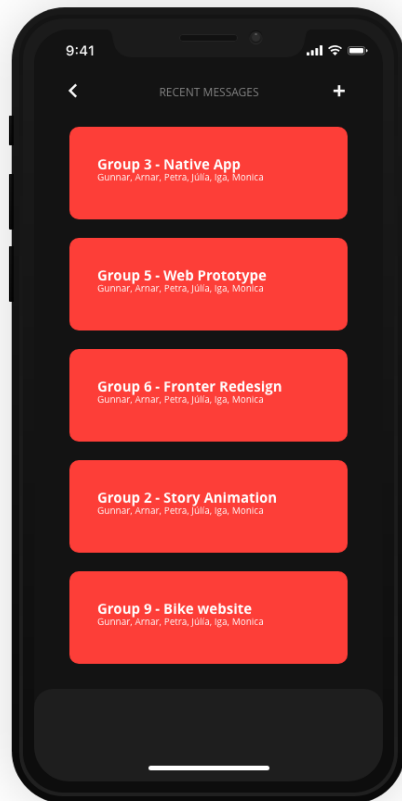 9:41
RECENT MESSAGES
Group 3 - Native App
Gunnar, Arnar, Petra, Júlía, Iga, Monica
Group 5 - Web Prototype
Gunnar, Arnar, Petra, Júlía, Iga, Monica
Group 6 - Fronter Redesign
Gunnar, Arnar, Petra, Júlía, Iga, Monica
Group 2 - Story Animation
Gunnar, Arnar, Petra, Júlía, Iga, Monica
Group 9 - Bike website
Gunnar, Arnar, Petra, Júlía, Iga, Monica